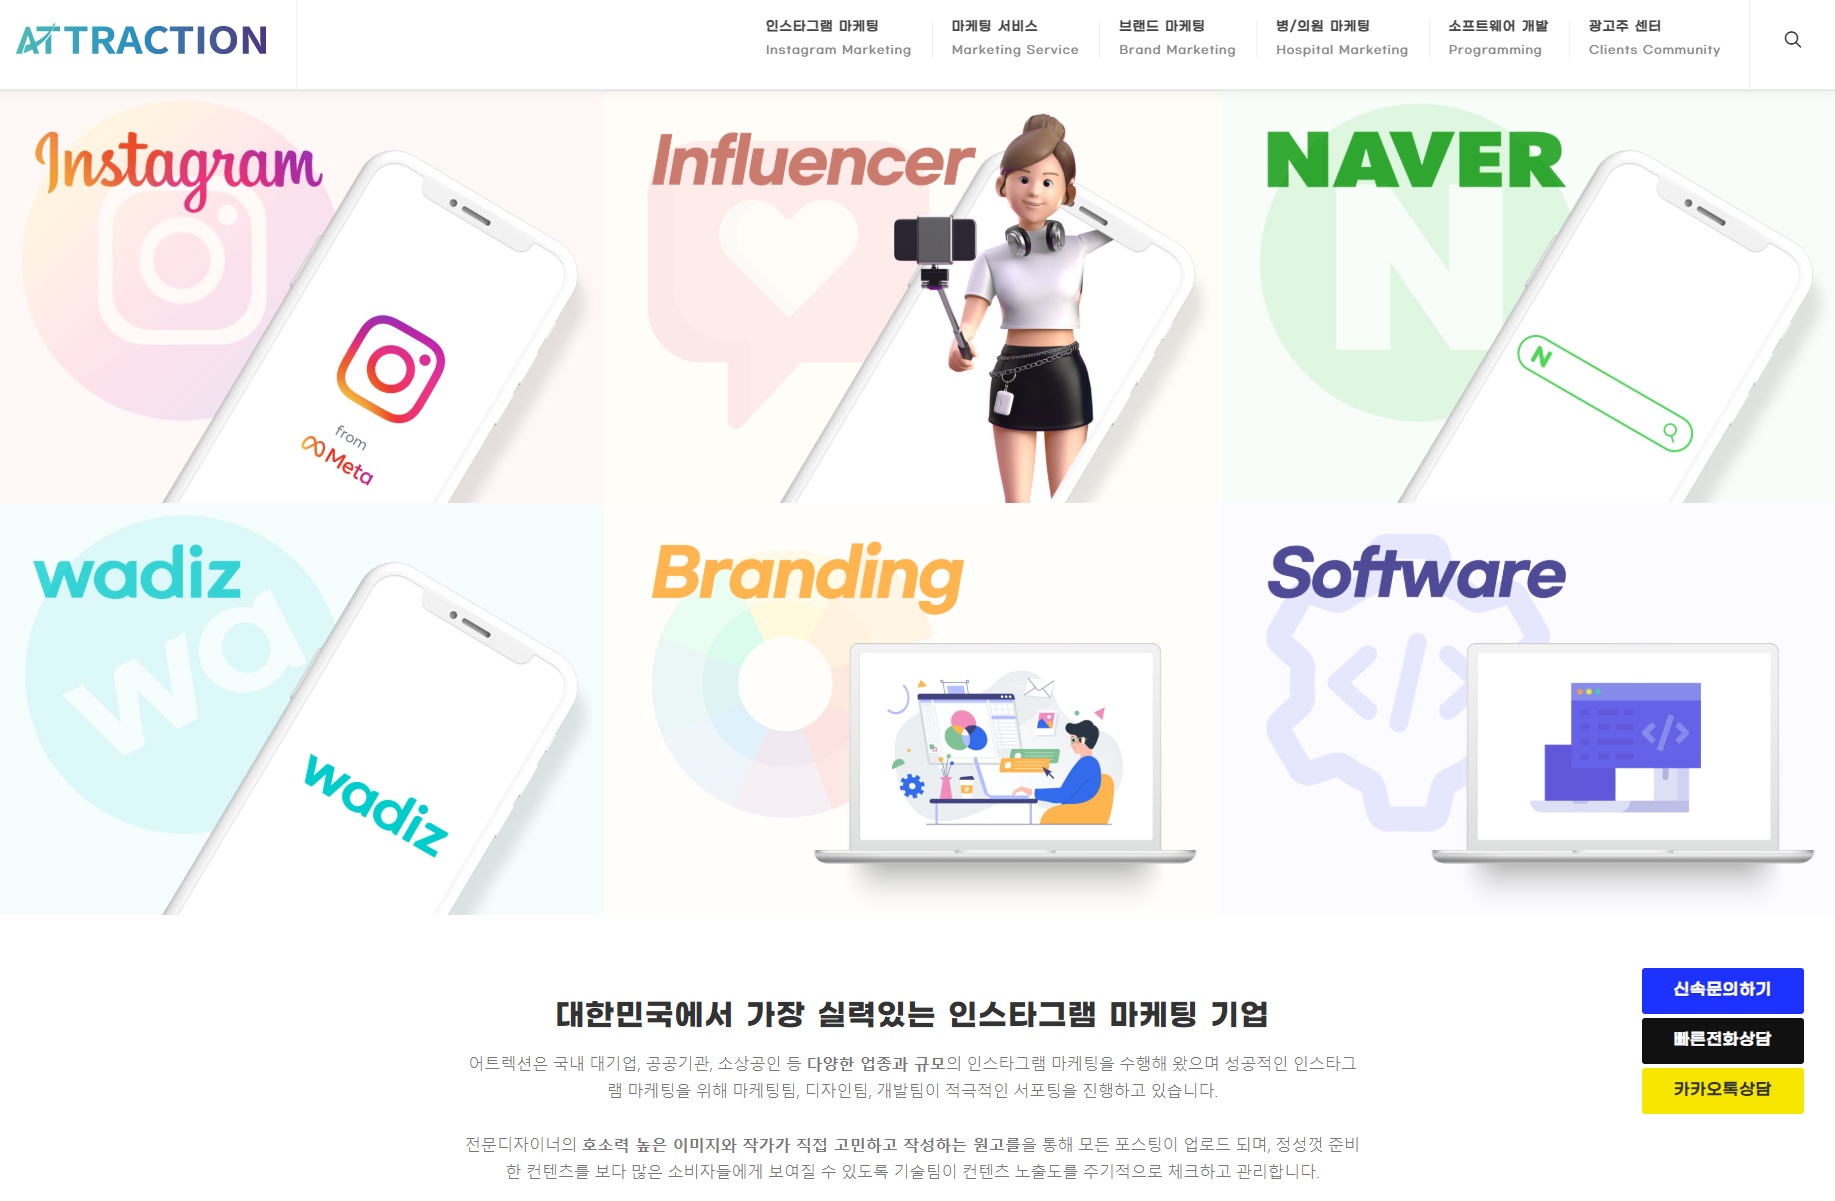 ATTRACTION
인스타그램 마케팅
Instagram Marketing
마케팅 서비스
Marketing Service
브랜드 마케팅
Brand Marketing
병/의원 마케팅
Hospital Marketing
소프트웨어 개발
Programming
광고주 센터
Clients Community
Instagram
from
Meta
Influencer
NAVER
N
N
wadiz
wa
wadiz
Branding
Software
대한민국에서 가장 실력있는 인스타그램 마케팅 기업
어트렉션은 국내 대기업, 공공기관, 소상공인 등 다양한 업종과 규모의 인스타그램 마케팅을 수행해 왔으며 성공적인 인스타그
램 마케팅을 위해 마케팅팀, 디자인팀, 개발팀이 적극적인 서포팅을 진행하고 있습니다.
전문디자이너의 호소력 높은 이미지와 작가가 직접 고민하고 작성하는 원고를을 통해 모든 포스팅이 업로드 되며, 정성껏 준비
한 컨텐츠를 보다 많은 소비자들에게 보여질 수 있도록 기술팀이 컨텐츠 노출도를 주기적으로 체크하고 관리합니다.
신속문의하기
빠른전화상담
카카오톡상담